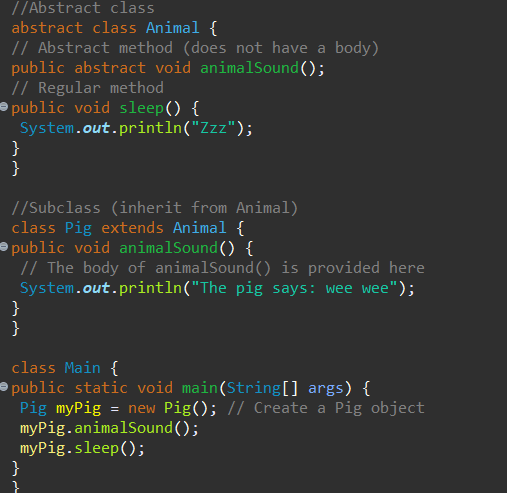 //Abstract class
abstract class Animal {
// Abstract method (does not have a body)
public abstract void animalSound();
// Regular method
public void sleep() {
System.out.println("Zzz");
}
}
//Subclass (inherit from Animal)
class Pig extends Animal {
public void animalSound() {
// The body of animalSound() is provided here
System.out.println("The pig says: wee wee");
}
}
class Main {
public static void main(String[] args) {
Pig myPig = new Pig(); // Create a Pig object
myPig.animalSound();
myPig.sleep();
}
}